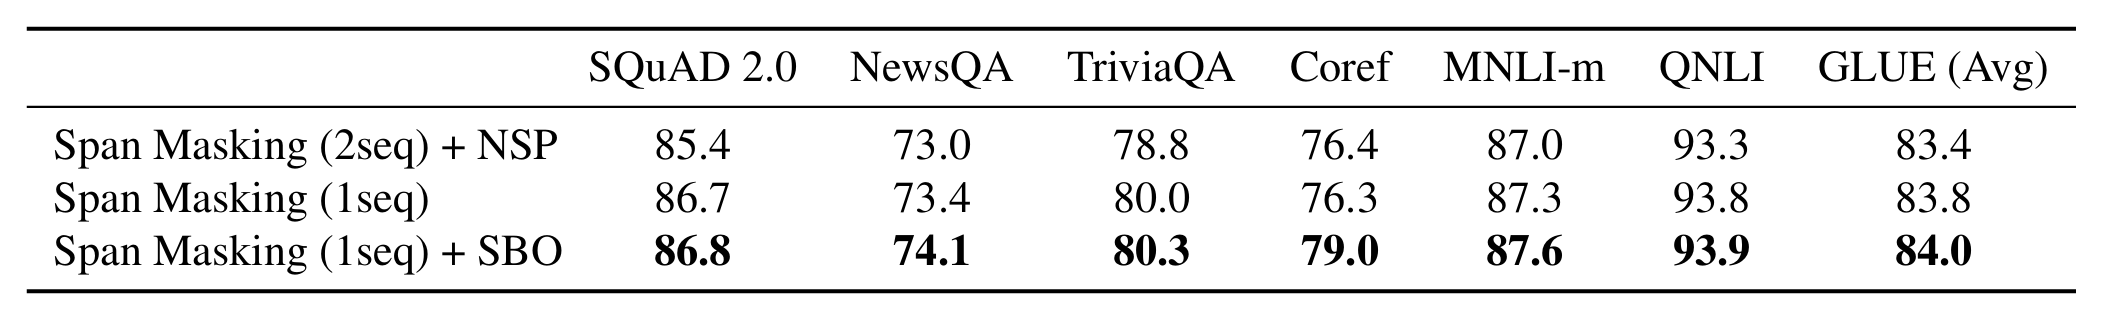 SQuAD 2.0 NewsQA TriviaQA Coref MNLI-m QNLI GLUE (Avg)
Span Masking (2seq) + NSP 85.4 73.0 78.8 76.4 87.0 93.3 83.4
Span Masking (1seq) 86.7 73.4 80.0 76.3 87.3 93.8 83.8
Span Masking (1seq) + SBO 86.8 74.1 80.3 79.0 87.6 93.9 84.0